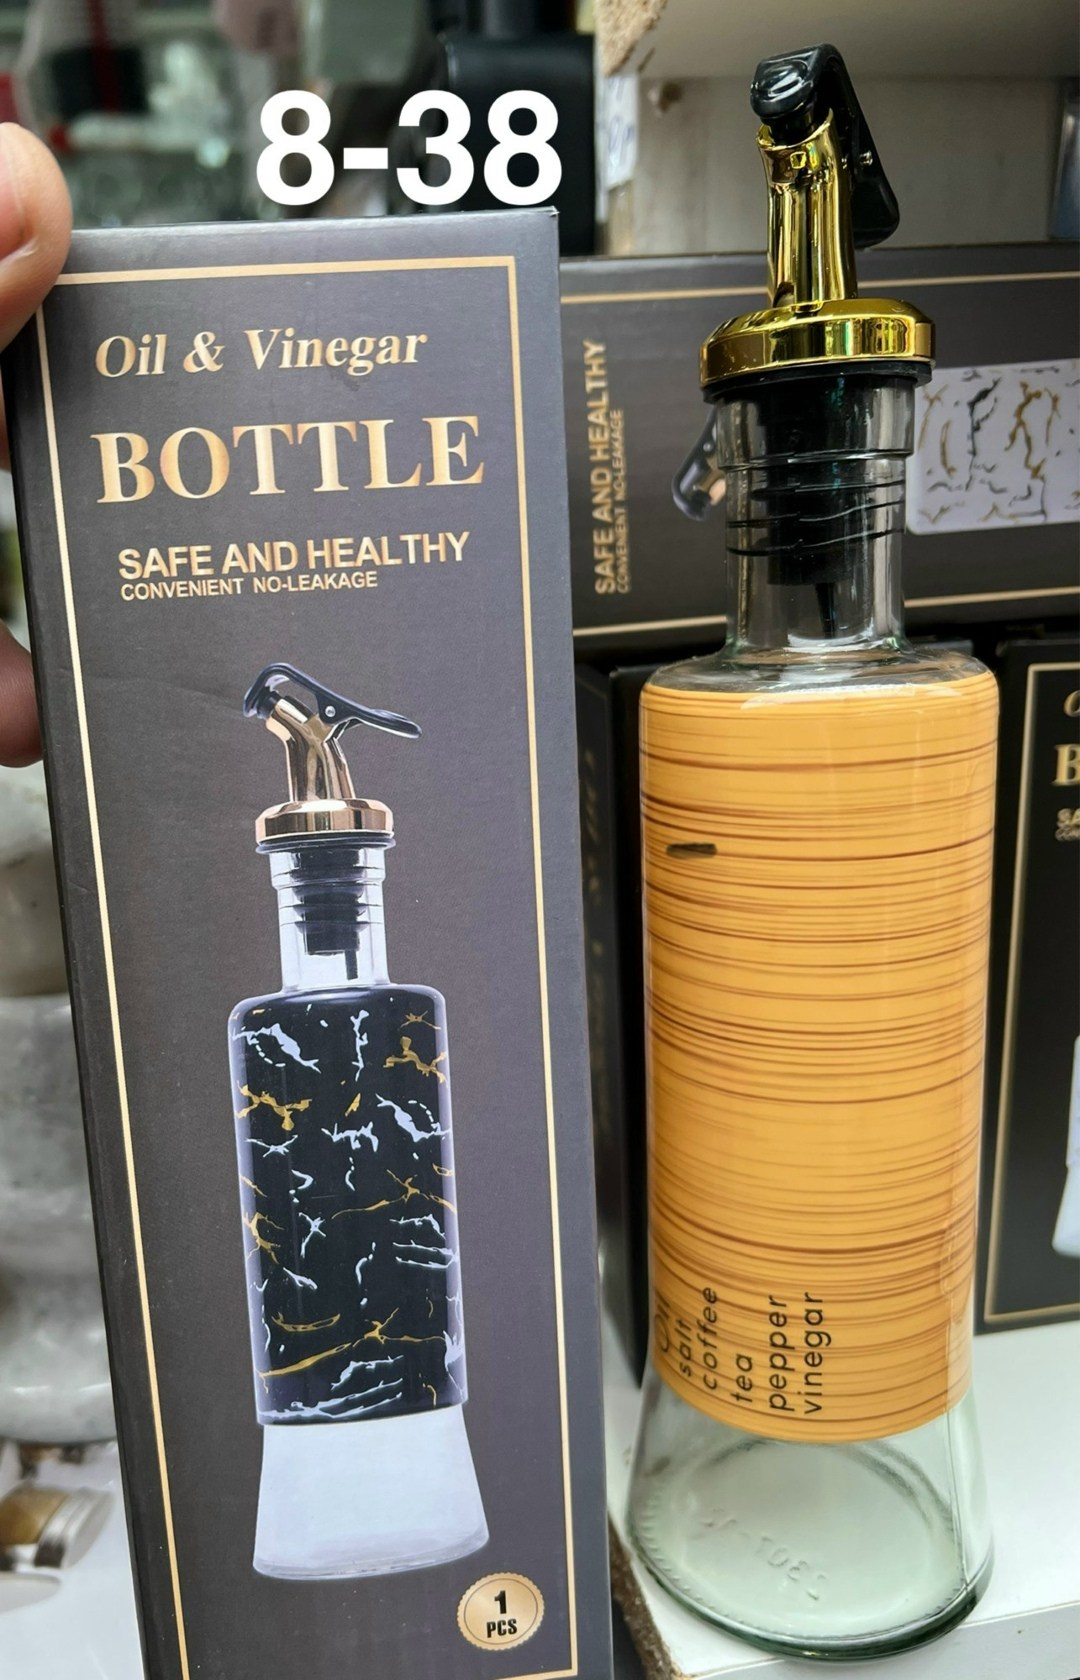 8-38
Oil & Vinegar
BOTTLE
SAFE AND HEALTHY
CONVENIENT NO-LEAKAGE
1
PCS
SAFE AND HEALTHY
CONVENIENT NO-LEAKAGE
salt
coffee
tea
pepper
vinegar